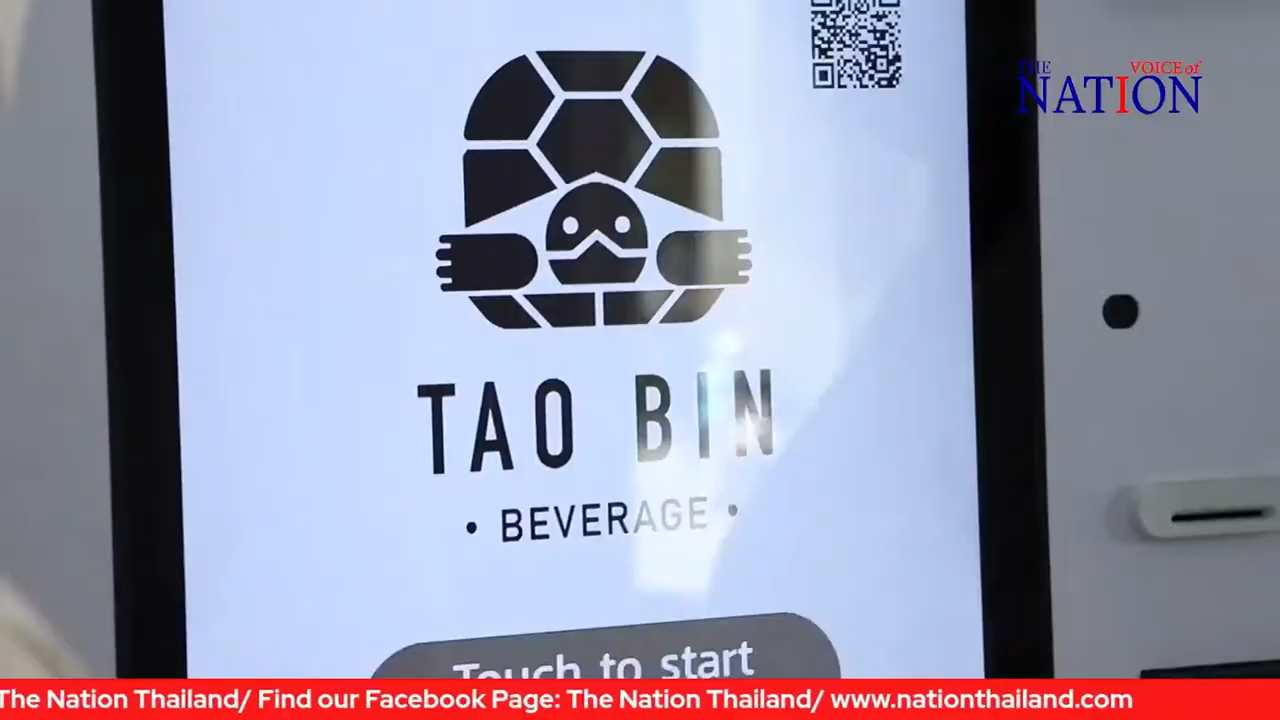 THE VOICE of
NATION
TAO BIN
• BEVERAGE •
Touch to start
The Nation Thailand/ Find our Facebook Page: The Nation Thailand/ www.nationthailand.com